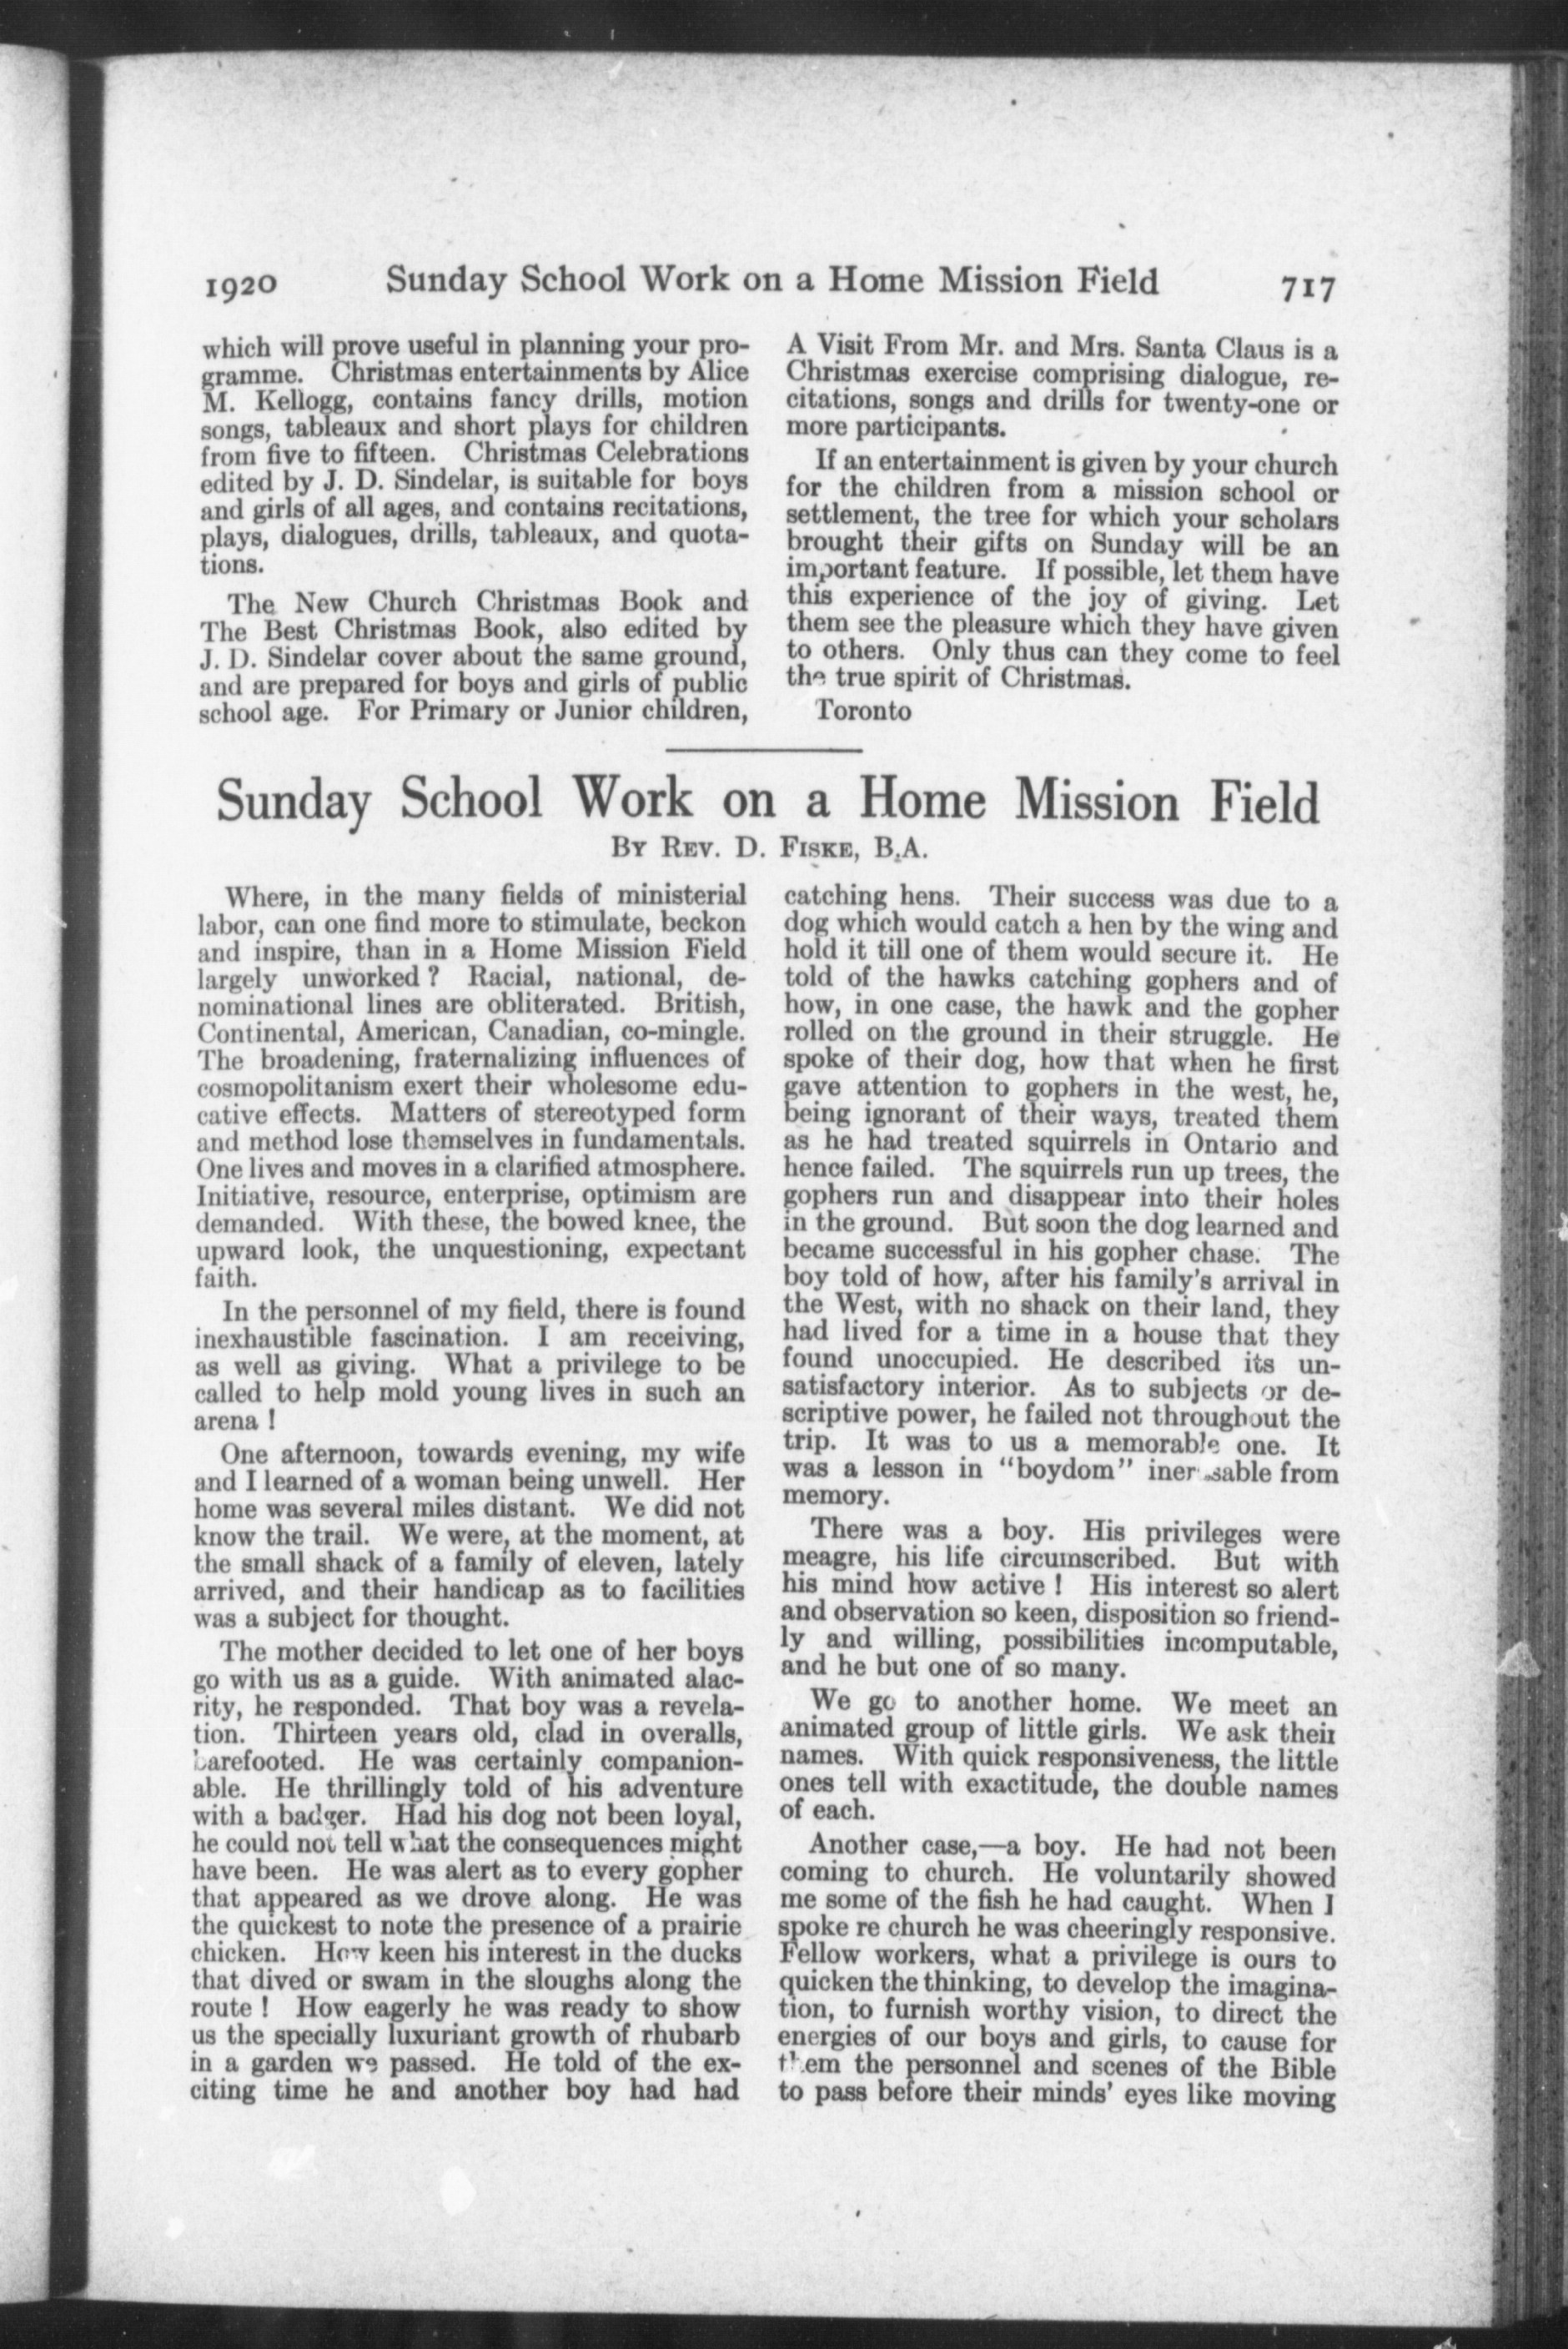 1920 Sunday School Work on a Home Mission Field 717
which will prove useful in planning your pro-
gramme. Christmas entertainments by Alice
M. Kellogg, contains fancy drills, motion
songs, tableaux and short plays for children
from five to fifteen. Christmas Celebrations
edited by J. D. Sindelar, is suitable for boys
and girls of all ages, and contains recitations,
plays, dialogues, drills, tableaux, and quota-
tions.
The New Church Christmas Book and
The Best Christmas Book, also edited by
J. D. Sindelar cover about the same ground,
and are prepared for boys and girls of public
school age. For Primary or Junior children,
A Visit From Mr. and Mrs. Santa Claus is a
Christmas exercise comprising dialogue, re-
citations, songs and drills for twenty-one or
more participants.
If an entertainment is given by your church
for the children from a mission school or
settlement, the tree for which your scholars
brought their gifts on Sunday will be an
important feature. If possible, let them have
this experience of the joy of giving. Let
them see the pleasure which they have given
to others. Only thus can they come to feel
the true spirit of Christmas.
Toronto
Sunday School Work on a Home Mission Field
By Rev. D. Fiske, B.A.
Where, in the many fields of ministerial
labor, can one find more to stimulate, beckon
and inspire, than in a Home Mission Field
largely unworked ? Racial, national, de-
nominational lines are obliterated. British,
Continental, American, Canadian, co-mingle.
The broadening, fraternalizing influences of
cosmopolitanism exert their wholesome edu-
cative effects. Matters of stereotyped form
and method lose themselves in fundamentals.
One lives and moves in a clarified atmosphere.
Initiative, resource, enterprise, optimism are
demanded. With these, the bowed knee, the
upward look, the unquestioning, expectant
faith.
In the personnel of my field, there is found
inexhaustible fascination. I am receiving,
as well as giving. What a privilege to be
called to help mold young lives in such an
arena !
One afternoon, towards evening, my wife
and I learned of a woman being unwell. Her
home was several miles distant. We did not
know the trail. We were, at the moment, at
the small shack of a family of eleven, lately
arrived, and their handicap as to facilities
was a subject for thought.
The mother decided to let one of her boys
go with us as a guide. With animated alac-
rity, he responded. That boy was a revela-
tion. Thirteen years old, clad in overalls,
barefooted. He was certainly companion-
able. He thrillingly told of his adventure
with a badger. Had his dog not been loyal,
he could not tell what the consequences might
have been. He was alert as to every gopher
that appeared as we drove along. He was
the quickest to note the presence of a prairie
chicken. How keen his interest in the ducks
that dived or swam in the sloughs along the
route ! How eagerly he was ready to show
us the specially luxuriant growth of rhubarb
in a garden we passed. He told of the ex-
citing time he and another boy had had
catching hens. Their success was due to a
dog which would catch a hen by the wing and
hold it till one of them would secure it. He
told of the hawks catching gophers and of
how, in one case, the hawk and the gopher
rolled on the ground in their struggle. He
spoke of their dog, how that when he first
gave attention to gophers in the west, he,
being ignorant of their ways, treated them
as he had treated squirrels in Ontario and
hence failed. The squirrels run up trees, the
gophers run and disappear into their holes
in the ground. But soon the dog learned and
became successful in his gopher chase. The
boy told of how, after his family's arrival in
the West, with no shack on their land, they
had lived for a time in a house that they
found unoccupied. He described its un-
satisfactory interior. As to subjects or de-
scriptive power, he failed not throughout the
trip. It was to us a memorable one. It
was a lesson in "boydom" from
memory.
There was a boy. His privileges were
meagre, his life circumscribed. But with
his mind how active ! His interest so alert
and observation so keen, disposition so friend-
ly and willing, possibilities incomputable,
and he but one of so many.
We go to another home. We meet an
animated group of little girls. We ask their
names. With quick responsiveness, the little
ones tell with exactitude, the double names
of each.
Another case,—a boy. He had not been
coming to church. He voluntarily showed
me some of the fish he had caught. When I
spoke re church he was cheeringly responsive.
Fellow workers, what a privilege is ours to
quicken the thinking, to develop the imagina-
tion, to furnish worthy vision, to direct the
energies of our boys and girls, to cause for
them the personnel and scenes of the Bible
to pass before their minds' eyes like moving